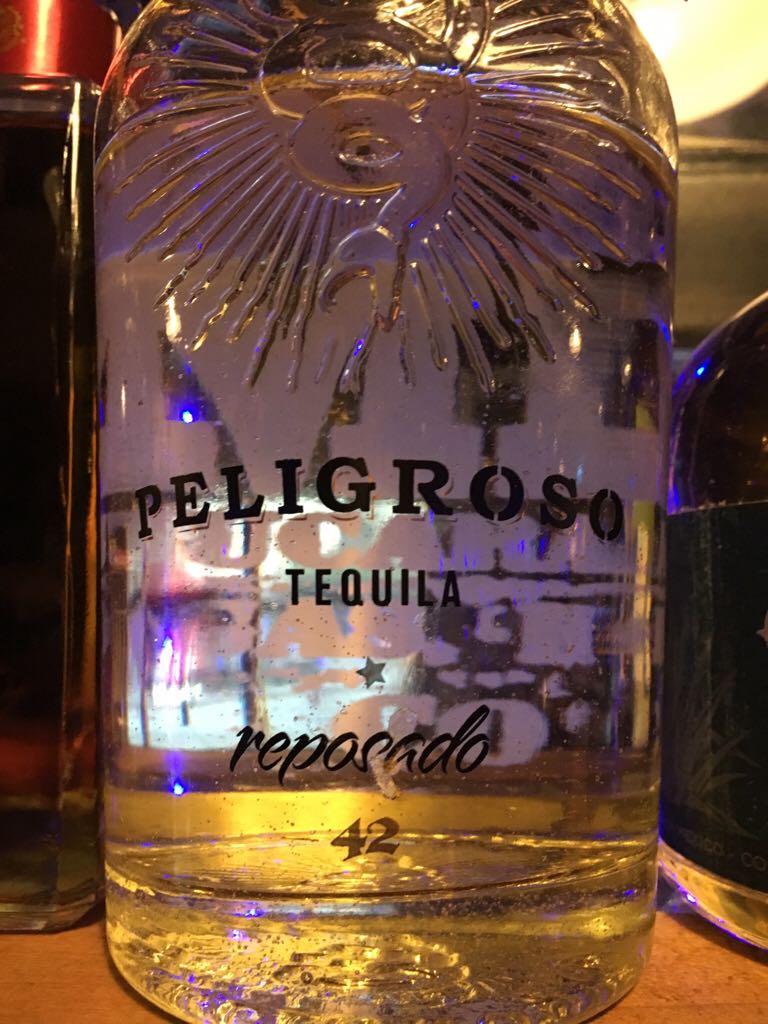 PELIGROSO
TEQUILA
reposado
42